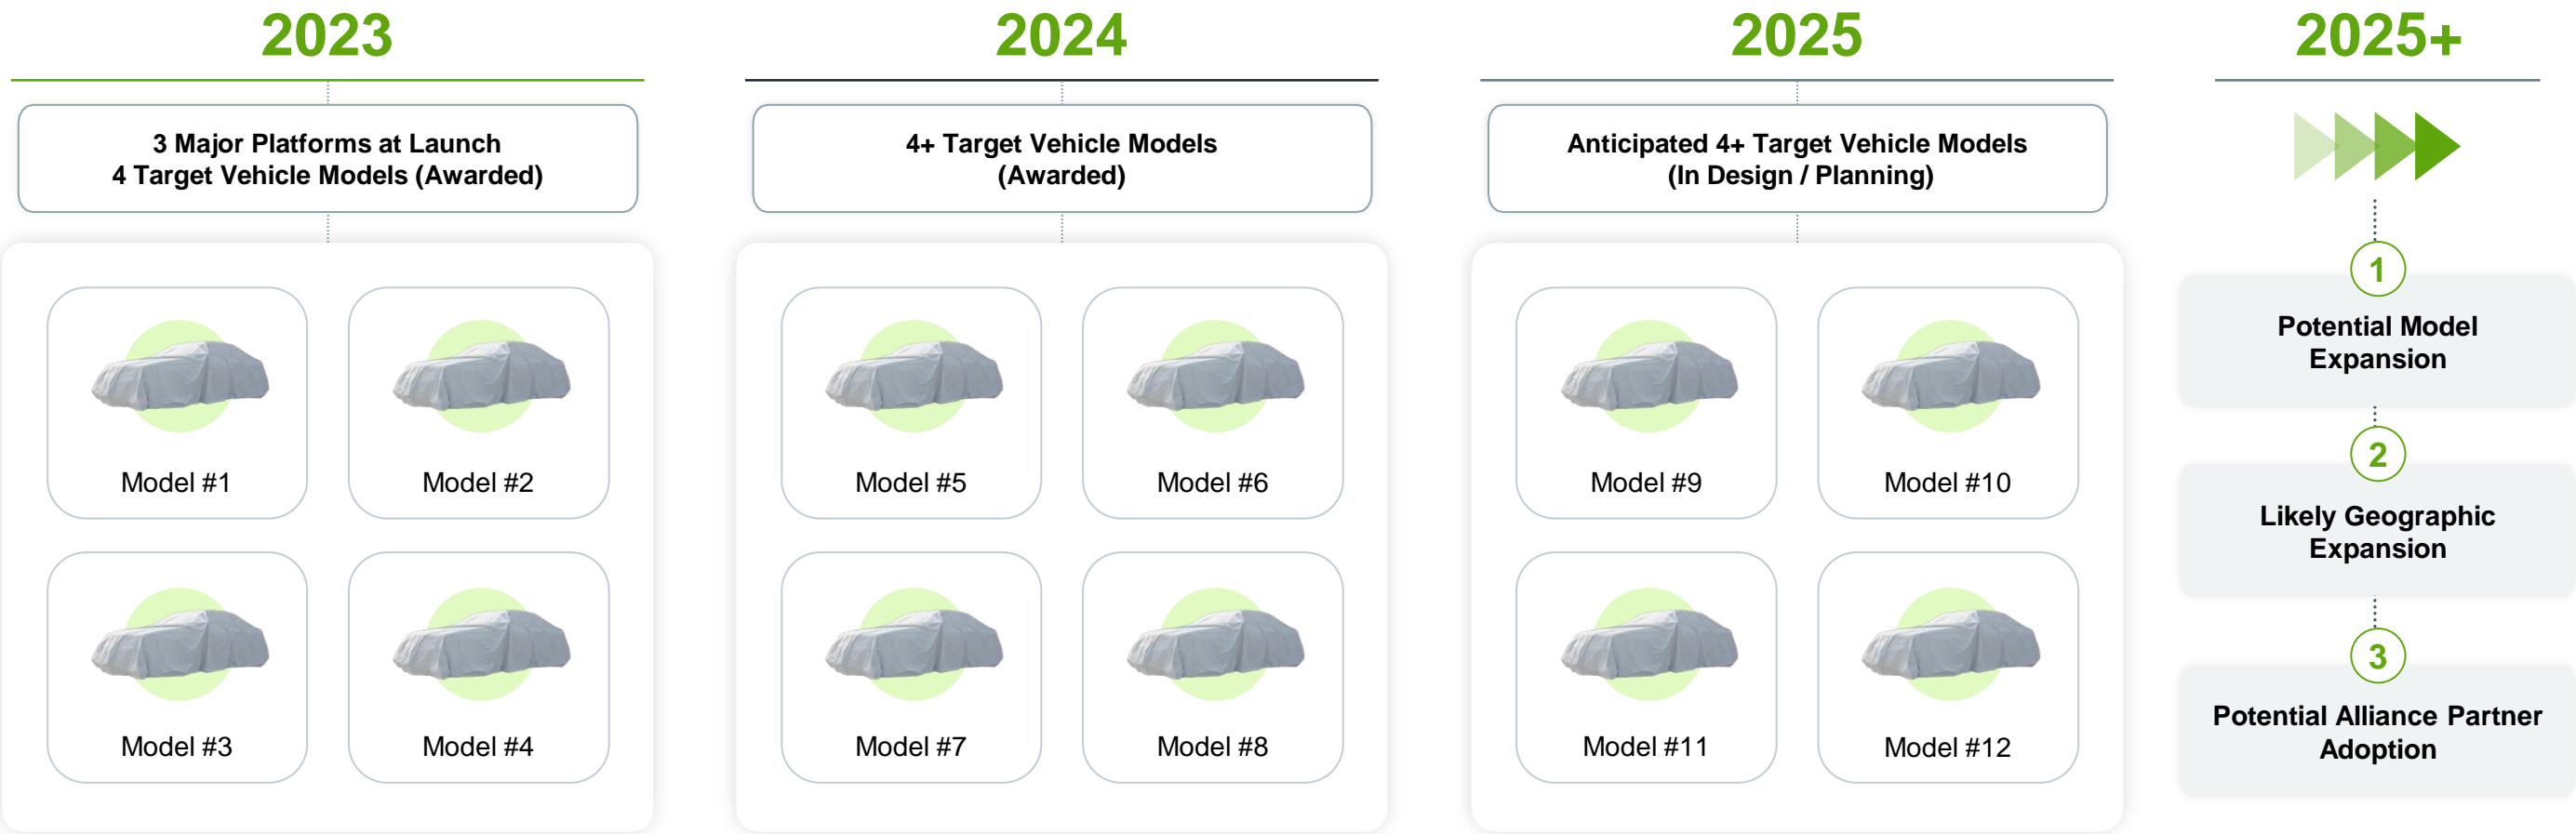 2023
3 Major Platforms at Launch
4 Target Vehicle Models (Awarded)
Model #1
Model #2
Model #3
Model #4
2024
4+ Target Vehicle Models
(Awarded)
Model #5
Model #6
Model #7
Model #8
2025
Anticipated 4+ Target Vehicle Models
(In Design / Planning)
Model #9
Model #10
Model #11
Model #12
2025+
1
Potential Model
Expansion
2
Likely Geographic
Expansion
3
Potential Alliance Partner
Adoption